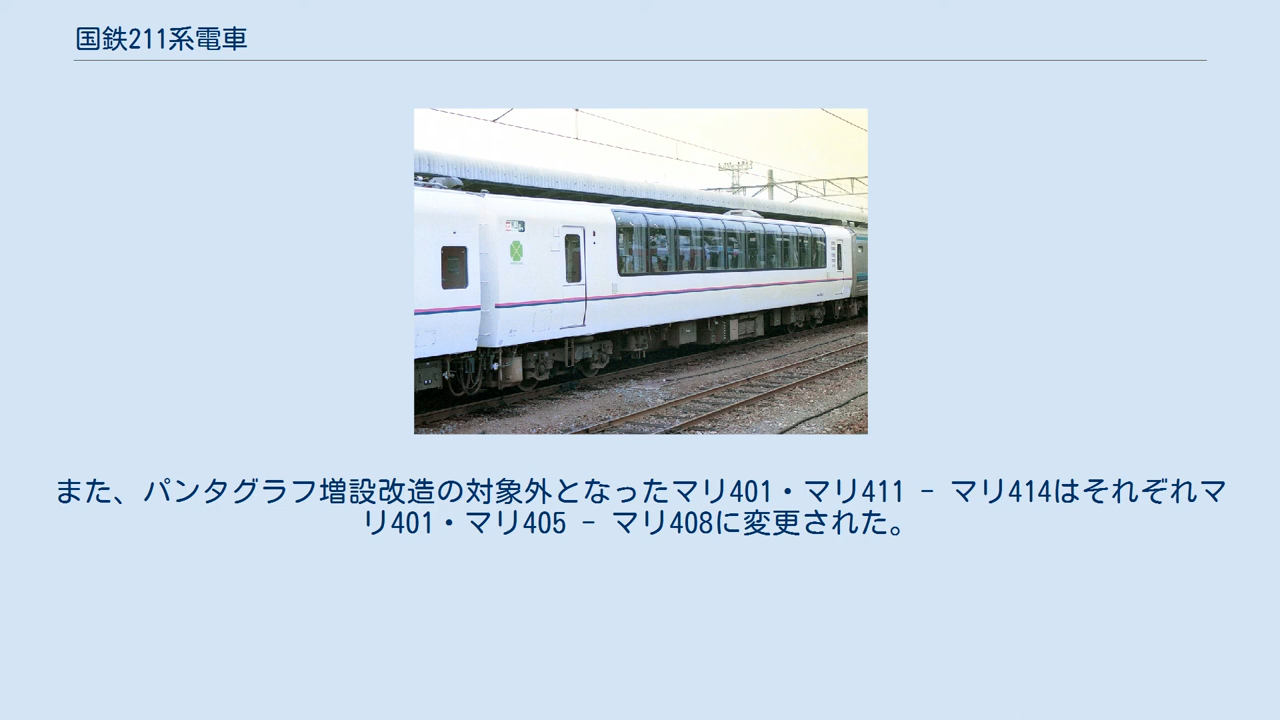 国鉄211系電車
また、パンタグラフ増設改造の対象外となったマリ401・マリ411 - マリ414はそれぞれマ
リ401・マリ405 - マリ408に変更された。